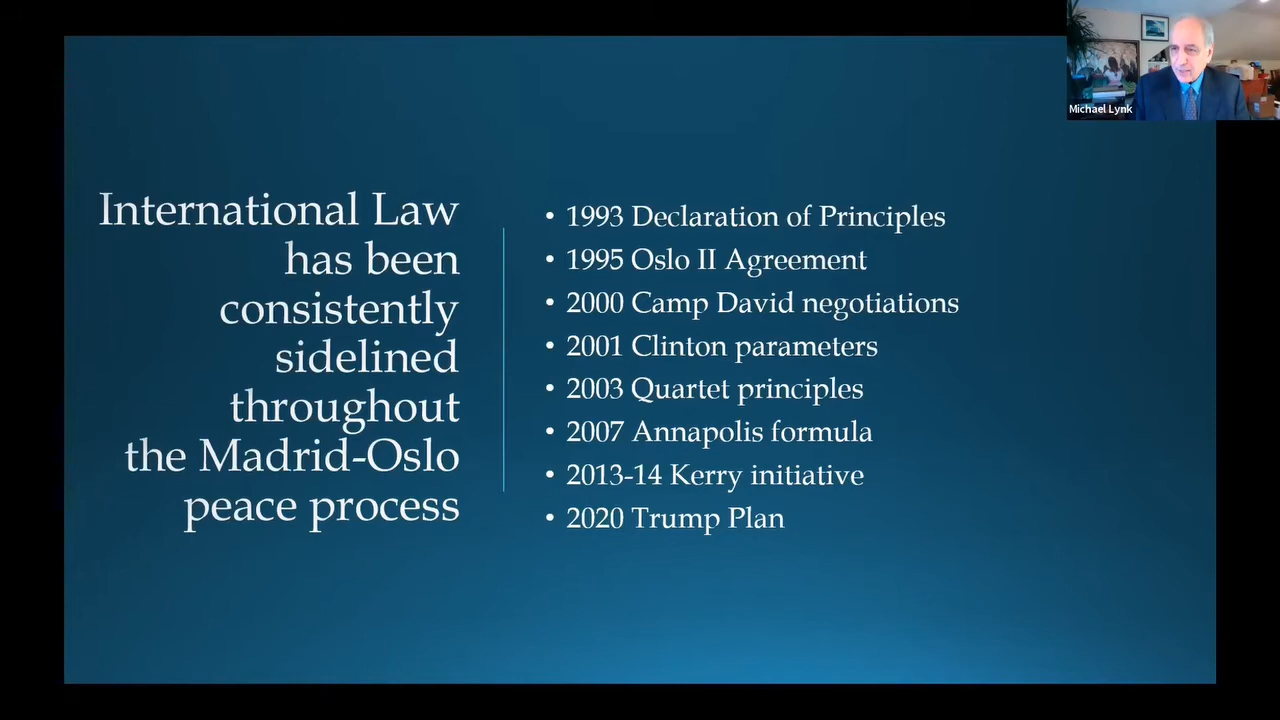 International Law
has been
consistently
sidelined
throughout
the Madrid-Oslo
peace process
• 1993 Declaration of Principles
• 1995 Oslo II Agreement
• 2000 Camp David negotiations
• 2001 Clinton parameters
• 2003 Quartet principles
• 2007 Annapolis formula
• 2013-14 Kerry initiative
• 2020 Trump Plan
Michael Lynk